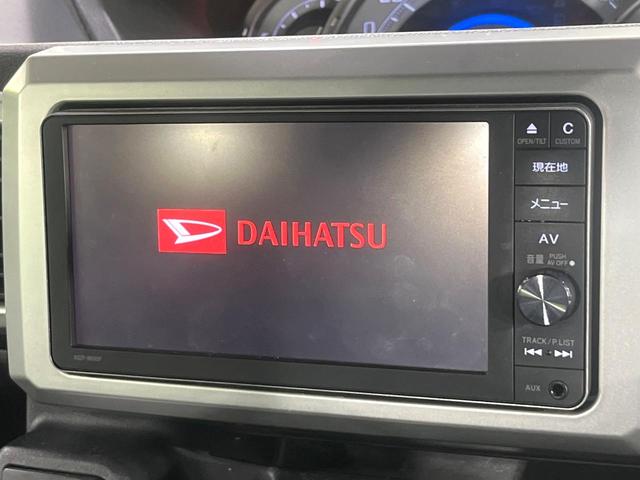 DAIHATSU
OPEN/TILT
C
CUSTOM
現在地
メニュー
AV
音量 PUSH
AV OFF
TRACK/P.LIST
AUX